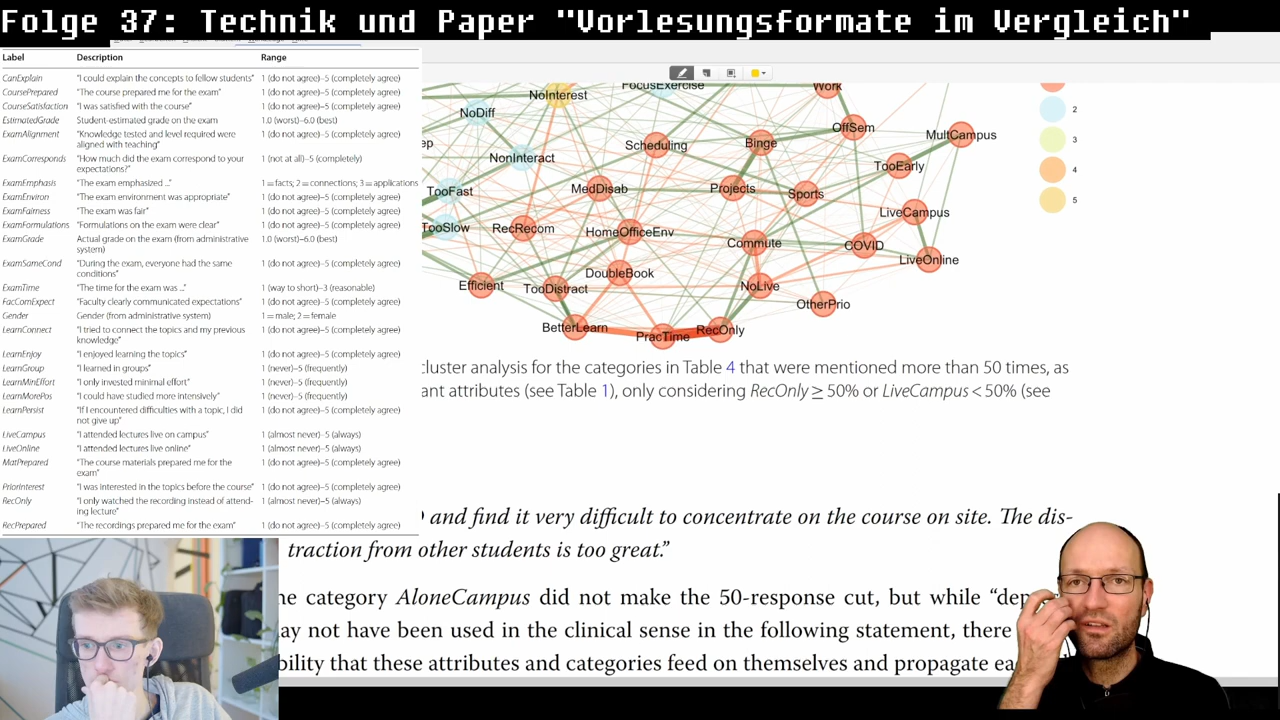 Folge 37: Technik und Paper "Vorlesungsformate im Vergleich"
Label Description Range
CanExplain "I could explain the concepts to fellow students" 1 (do not agree)–5 (completely agree)
CoursePrepared "The course prepared me for the exam" 1 (do not agree)–5 (completely agree)
CourseSatisfaction "I was satisfied with the course" 1 (do not agree)–5 (completely agree)
EstimatedGrade Student-estimated grade on the exam 1.0 (worst)–6.0 (best)
ExamAlignment "Knowledge tested and level required were 1 (do not agree)–5 (completely agree)
aligned with teaching"
ExamCorresponds "How much did the exam correspond to your 1 (not at all)–5 (completely)
expectations?"
ExamEmphasis "The exam emphasized ..." 1 = facts; 2 = connections; 3 = applications
ExamEnviron "The exam environment was appropriate" 1 (do not agree)–5 (completely agree)
ExamFairness "The exam was fair" 1 (do not agree)–5 (completely agree)
ExamFormulations "Formulations on the exam were clear" 1 (do not agree)–5 (completely agree)
ExamGrade Actual grade on the exam (from administrative 1.0 (worst)–6.0 (best)
system)
ExamSameCond "During the exam, everyone had the same 1 (do not agree)–5 (completely agree)
conditions"
ExamTime "The time for the exam was ..." 1 (way to short)–3 (reasonable)
FacComExpect "Faculty clearly communicated expectations" 1 (do not agree)–5 (completely agree)
Gender Gender (from administrative system) 1 = male; 2 = female
LearnConnect "I tried to connect the topics and my previous 1 (do not agree)–5 (completely agree)
knowledge"
LearnEnjoy "I enjoyed learning the topics" 1 (do not agree)–5 (completely agree)
LearnGroup "I learned in groups" 1 (never)–5 (frequently)
LearnMinEffort "I only invested minimal effort" 1 (never)–5 (frequently)
LearnMorePos "I could have studied more intensively" 1 (never)–5 (frequently)
LearnPersist "If I encountered difficulties with a topic, I did 1 (do not agree)–5 (completely agree)
not give up"
LiveCampus "I attended lectures live on campus" 1 (almost never)–5 (always)
LiveOnline "I attended lectures live online" 1 (almost never)–5 (always)
MatPrepared "The course materials prepared me for the 1 (do not agree)–5 (completely agree)
exam"
PriorInterest "I was interested in the topics before the course" 1 (do not agree)–5 (completely agree)
RecOnly "I only watched the recording instead of attend- 1 (almost never)–5 (always)
ing lecture"
RecPrepared "The recordings prepared me for the exam" 1 (do not agree)–5 (completely agree)
FocusExercise Work
NoInterest
NoDiff OffSem
MultCampus
ep Scheduling Binge
NonInteract TooEarly
TooFast MedDisab Projects Sports
LiveCampus
TooSlow RecRecom HomeOfficeEnv
Commute COVID
LiveOnline
DoubleBook
Efficient TooDistract NoLive
OtherPrio
BetterLearn PracTime RecOnly
2
3
4
5
cluster analysis for the categories in Table 4 that were mentioned more than 50 times, as
ant attributes (see Table 1), only considering RecOnly ≥ 50% or LiveCampus < 50% (see
and find it very difficult to concentrate on the course on site. The dis-
traction from other students is too great."
he category AloneCampus did not make the 50-response cut, but while "dep
ay not have been used in the clinical sense in the following statement, there
bility that these attributes and categories feed on themselves and propagate ea